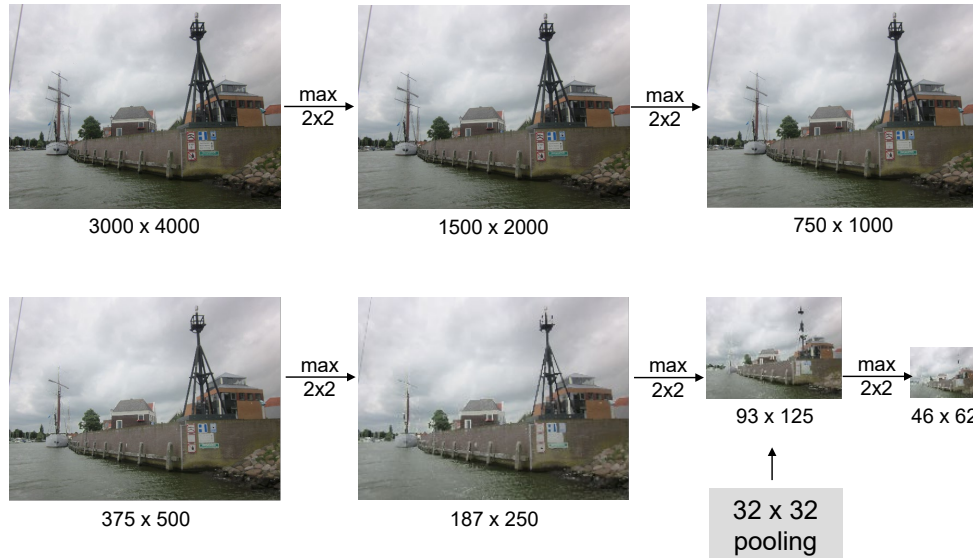 max
2x2
max
2x2
3000 x 4000
1500 x 2000
750 x 1000
max
2x2
max
2x2
max
2x2
93 x 125
46 x 62
375 x 500
187 x 250
32 x 32
pooling